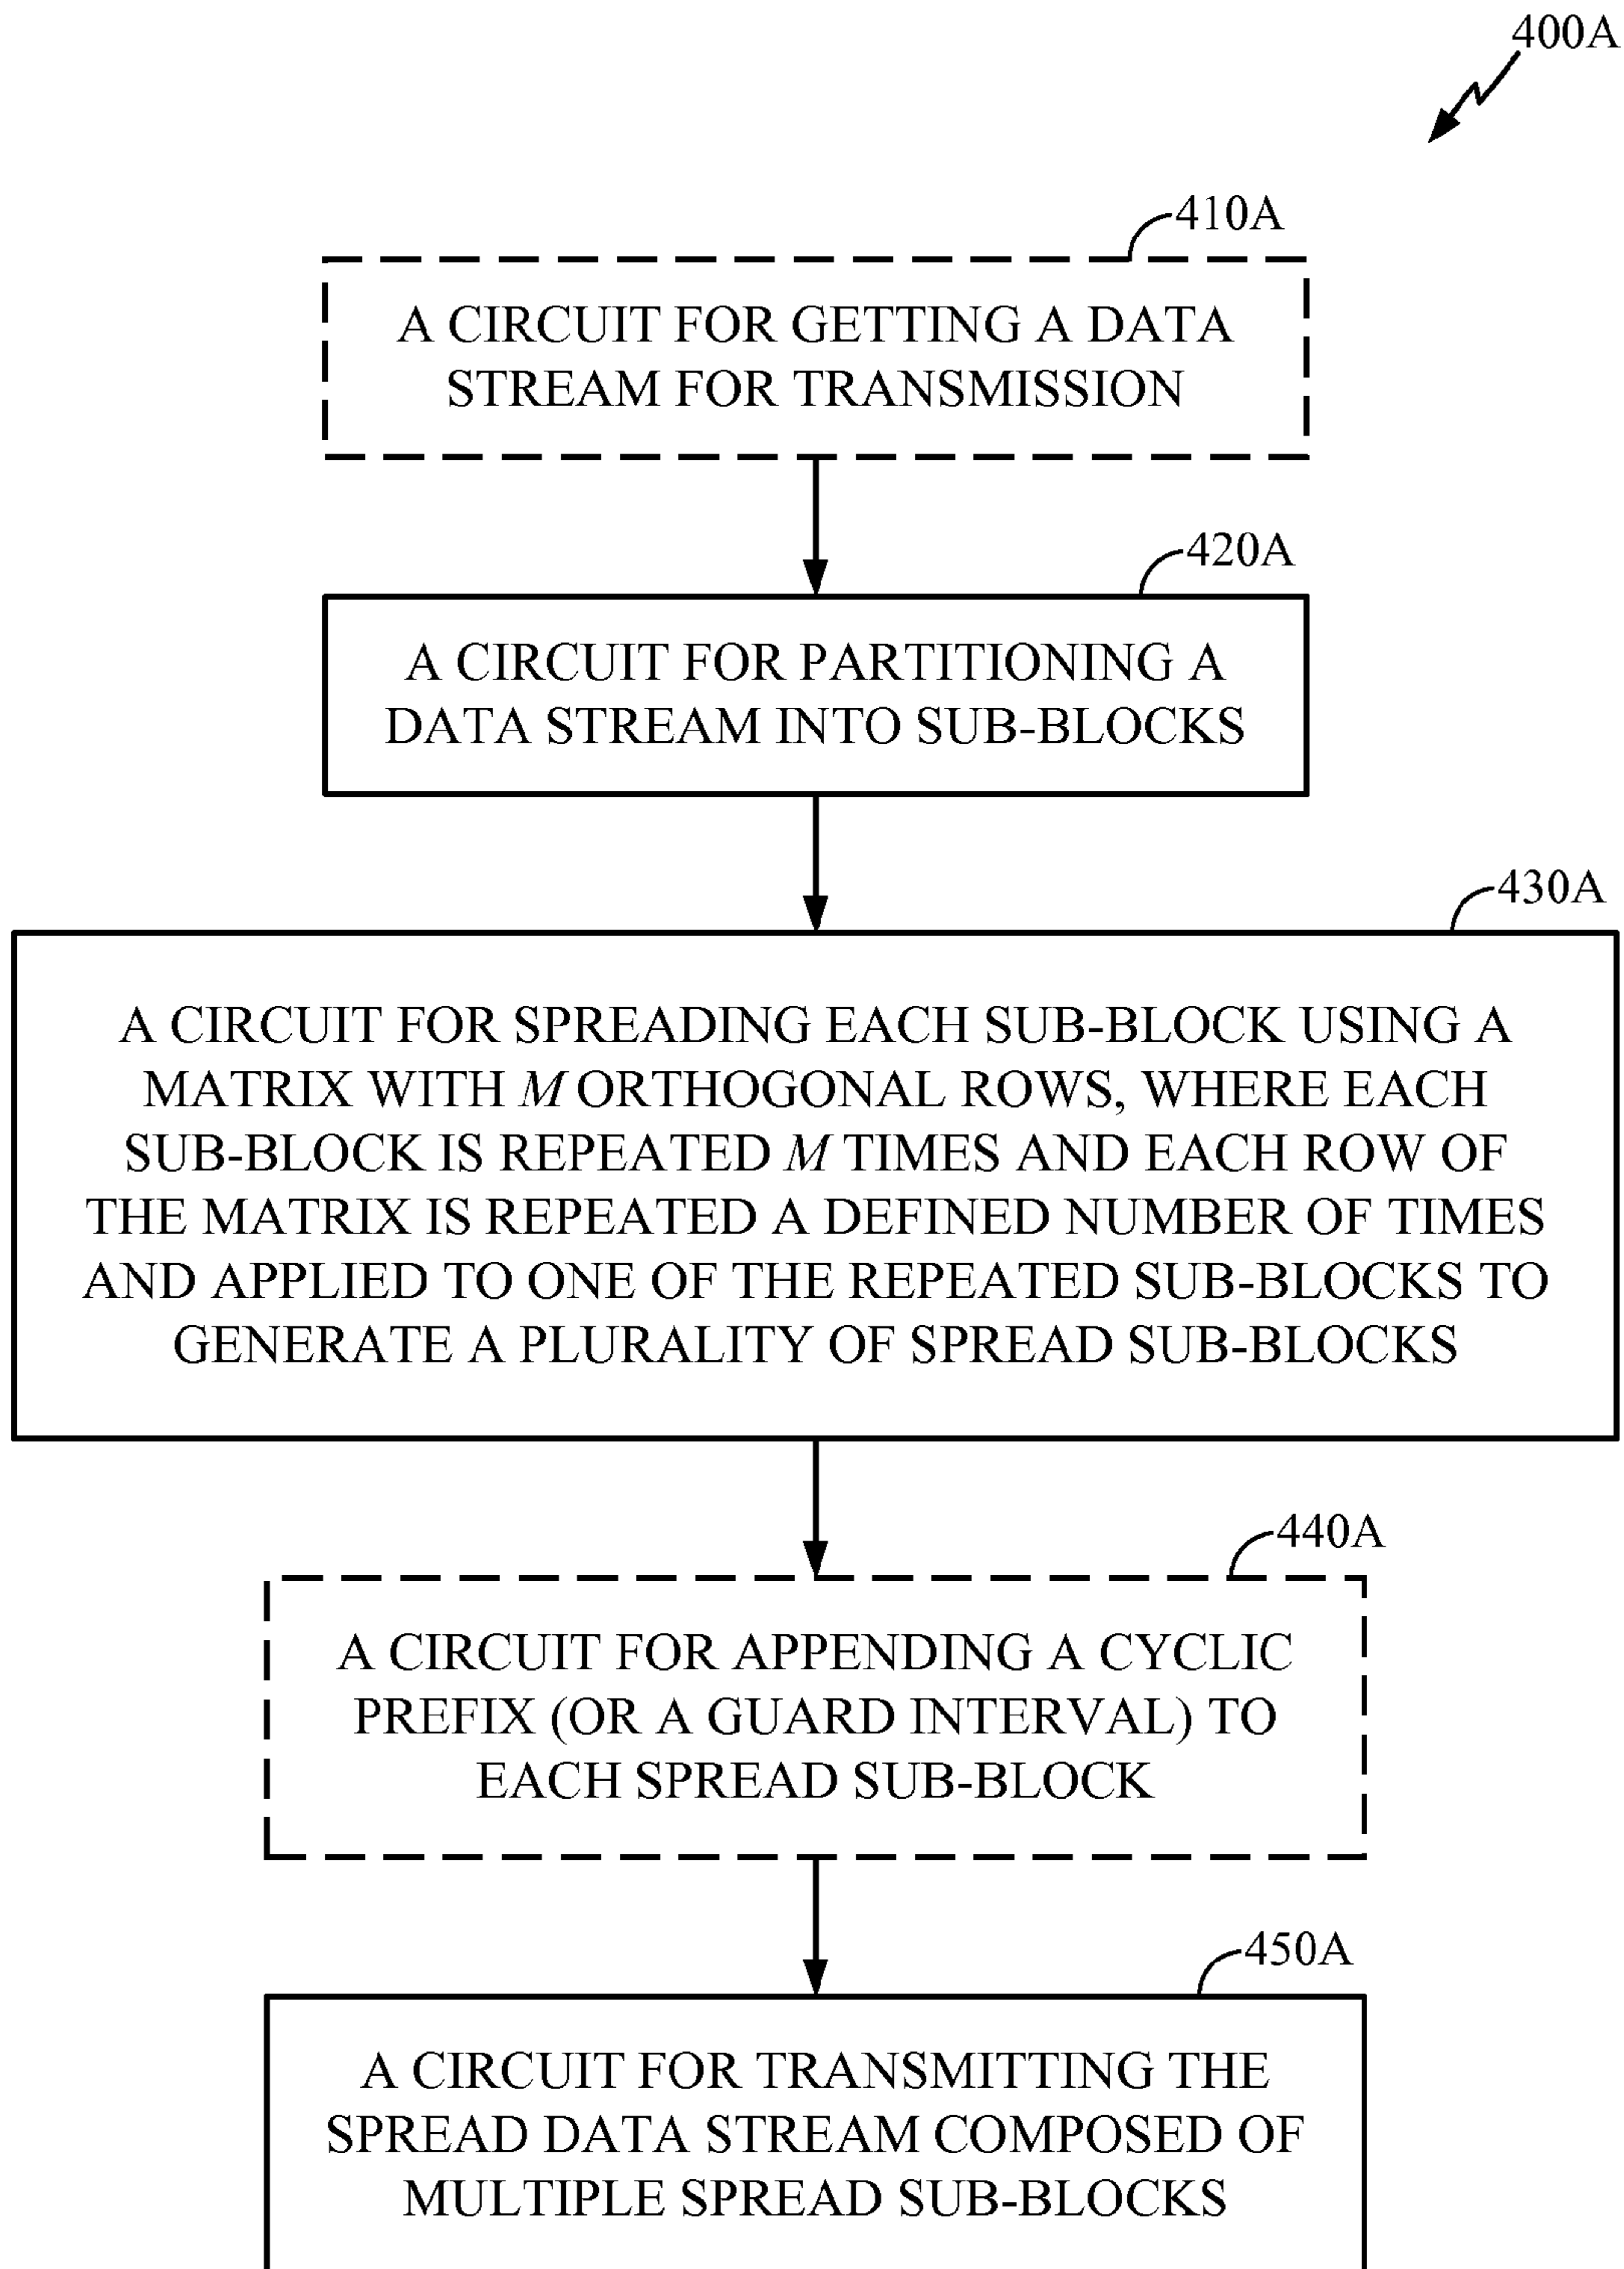 400A
410A
A CIRCUIT FOR GETTING A DATA
STREAM FOR TRANSMISSION
420A
A CIRCUIT FOR PARTITIONING A
DATA STREAM INTO SUB-BLOCKS
430A
A CIRCUIT FOR SPREADING EACH SUB-BLOCK USING A
MATRIX WITH M ORTHOGONAL ROWS, WHERE EACH
SUB-BLOCK IS REPEATED M TIMES AND EACH ROW OF
THE MATRIX IS REPEATED A DEFINED NUMBER OF TIMES
AND APPLIED TO ONE OF THE REPEATED SUB-BLOCKS TO
GENERATE A PLURALITY OF SPREAD SUB-BLOCKS
440A
A CIRCUIT FOR APPENDING A CYCLIC
PREFIX (OR A GUARD INTERVAL) TO
EACH SPREAD SUB-BLOCK
450A
A CIRCUIT FOR TRANSMITTING THE
SPREAD DATA STREAM COMPOSED OF
MULTIPLE SPREAD SUB-BLOCKS